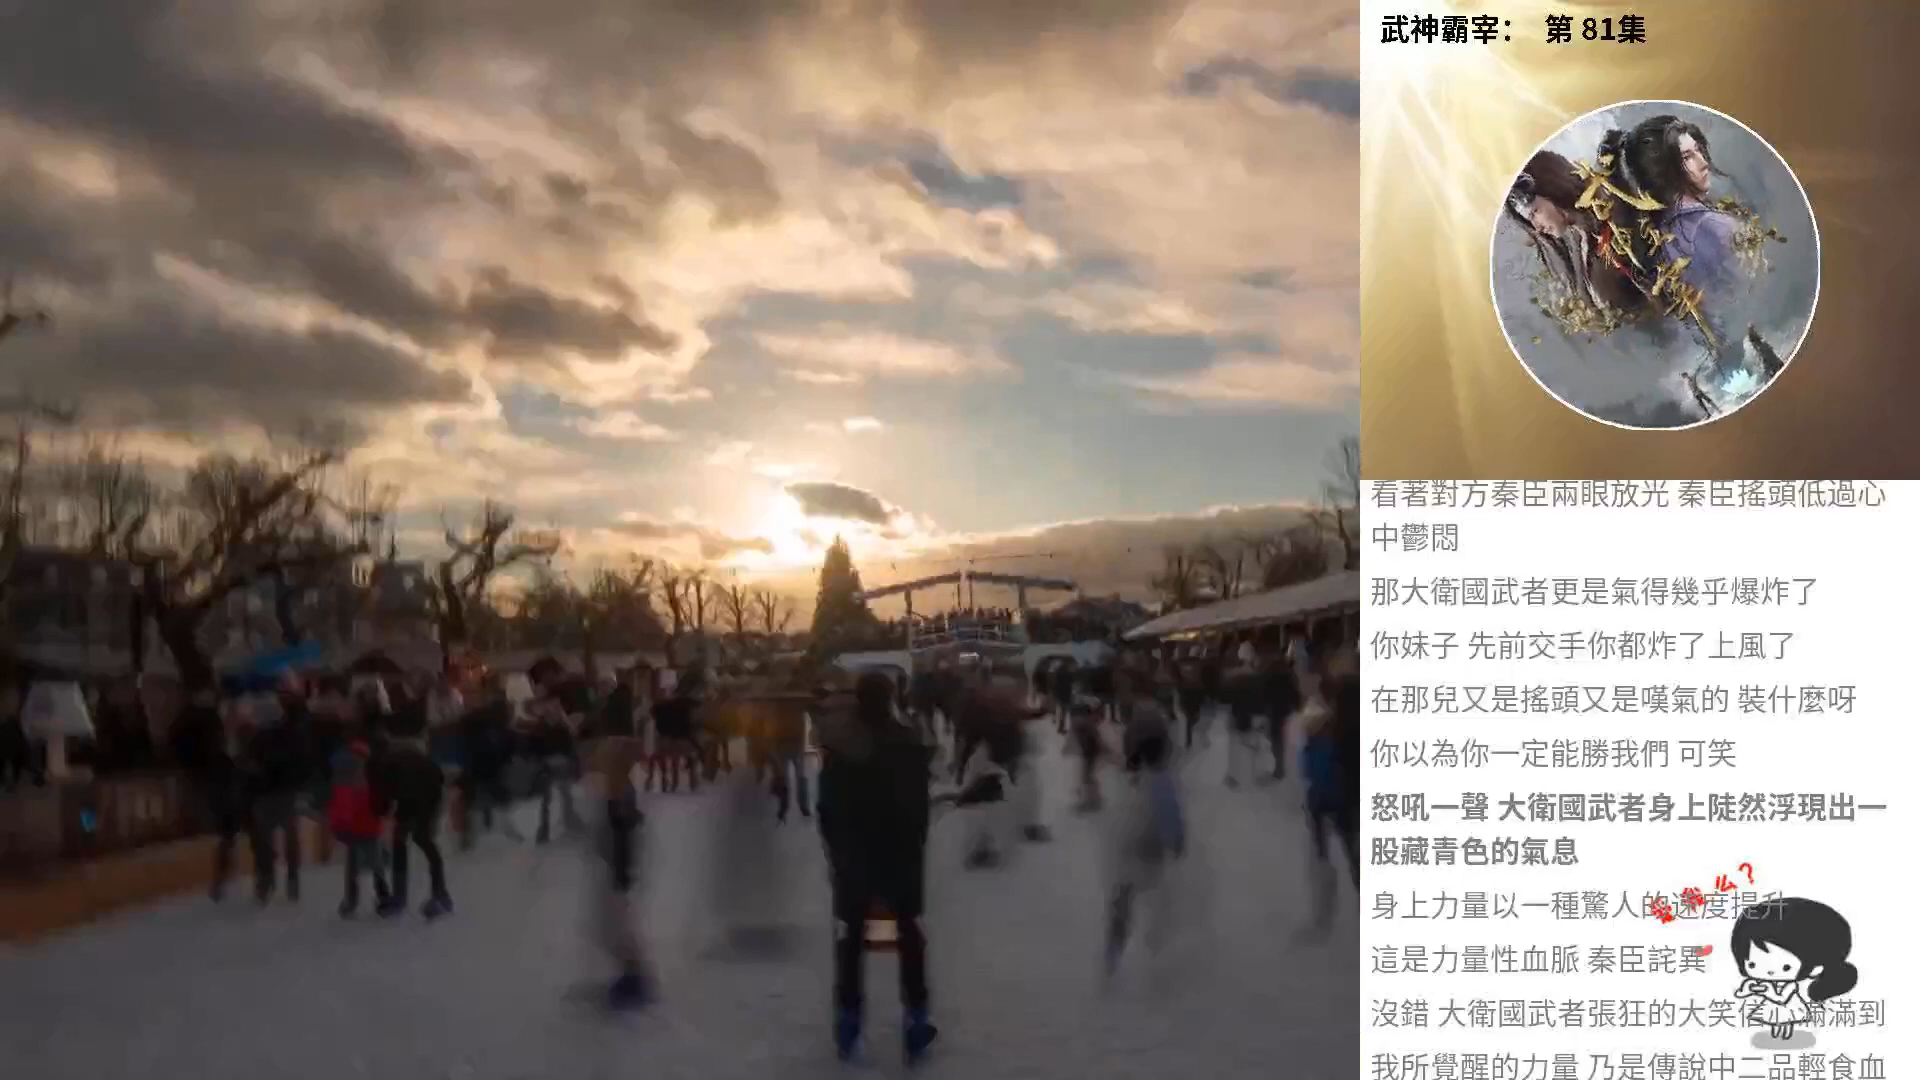 武神霸宰： 第 81集
看著對方秦臣兩眼放光 秦臣搖頭低過心
中鬱悶
那大衛國武者更是氣得幾乎爆炸了
你妹子 先前交手你都炸了上風了
在那兒又是搖頭又是嘆氣的 裝什麼呀
你以為你一定能勝我們 可笑
怒吼一聲 大衛國武者身上陡然浮現出一
股藏青色的氣息
身上力量以一種驚人的速度提升
這是力量性血脈 秦臣詫異
沒錯 大衛國武者張狂的大笑信心滿滿到
我所覺醒的力量 乃是傳說中二品輕食血